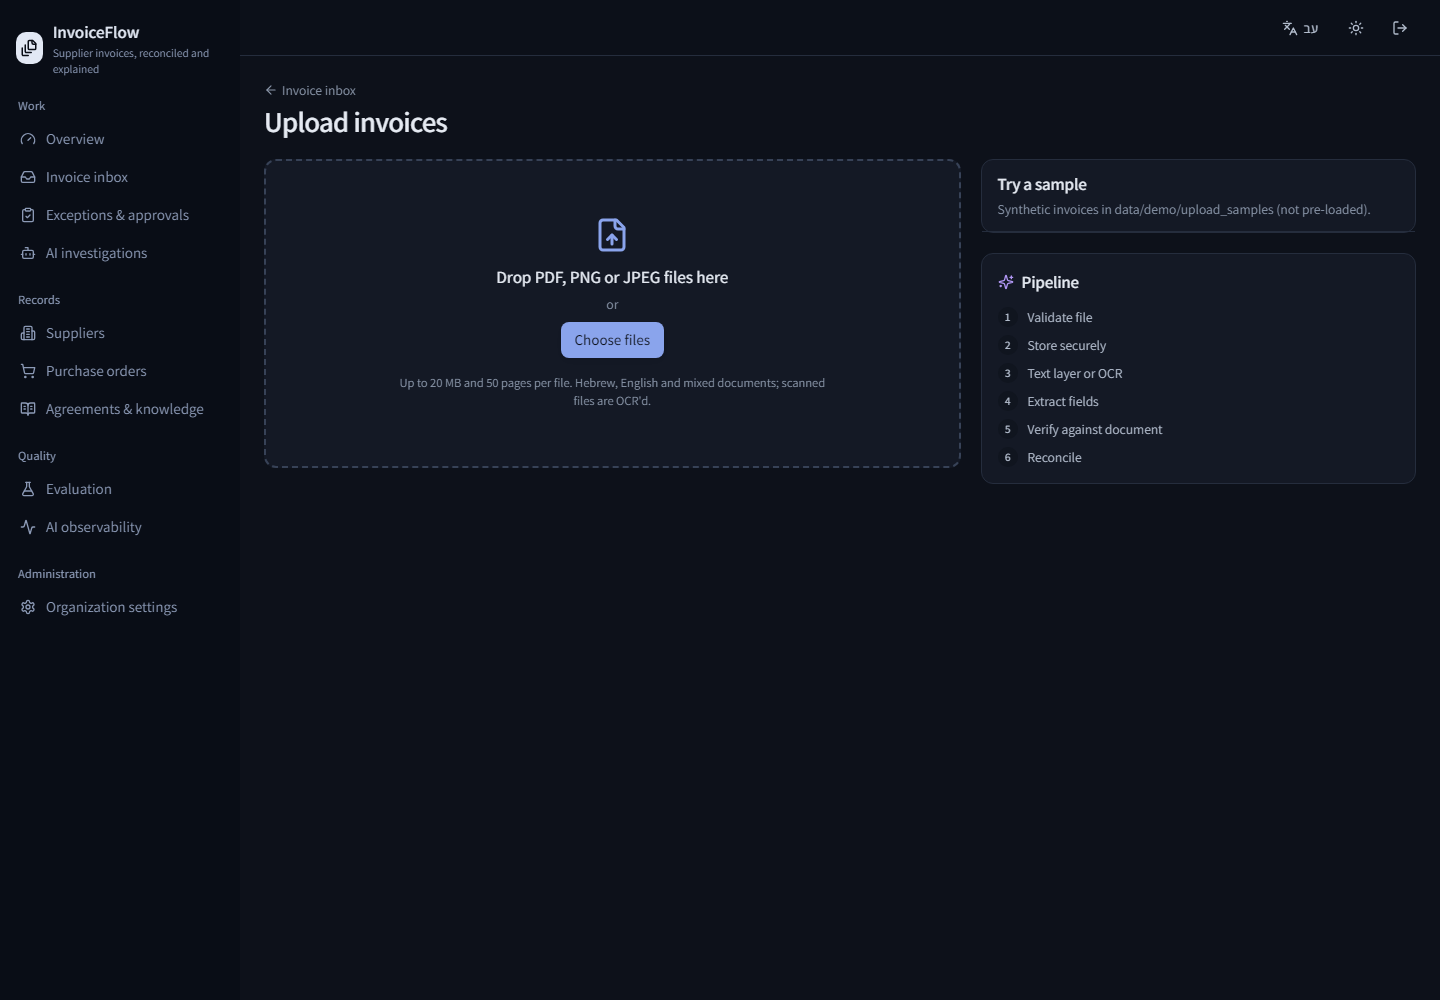 InvoiceFlow
Supplier invoices, reconciled and
explained
Work
Overview
Invoice inbox
Exceptions & approvals
AI investigations
Records
Suppliers
Purchase orders
Agreements & knowledge
Quality
Evaluation
AI observability
Administration
Organization settings
עב
Invoice inbox
Upload invoices
Drop PDF, PNG or JPEG files here
or
Choose files
Up to 20 MB and 50 pages per file. Hebrew, English and mixed documents; scanned
files are OCR'd.
Try a sample
Synthetic invoices in data/demo/upload_samples (not pre-loaded).
Pipeline
1 Validate file
2 Store securely
3 Text layer or OCR
4 Extract fields
5 Verify against document
6 Reconcile